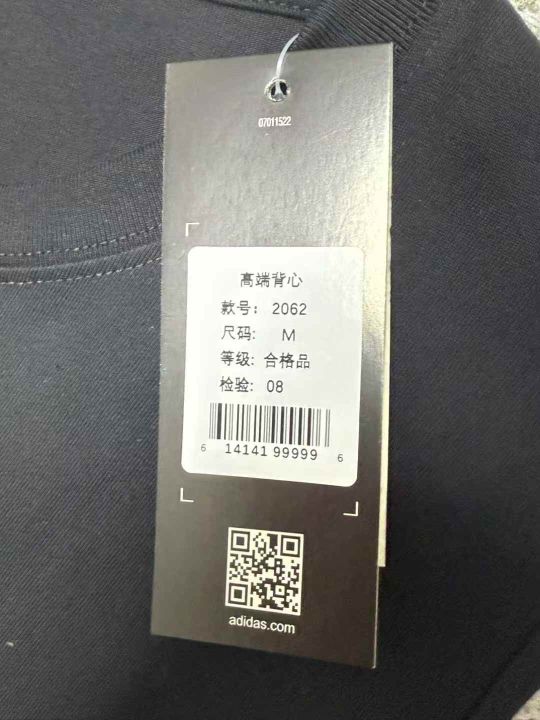 07011522
高端背心
款号： 2062
尺码: M
等级: 合格品
检验: 08
6 14141 99999 6
adidas.com